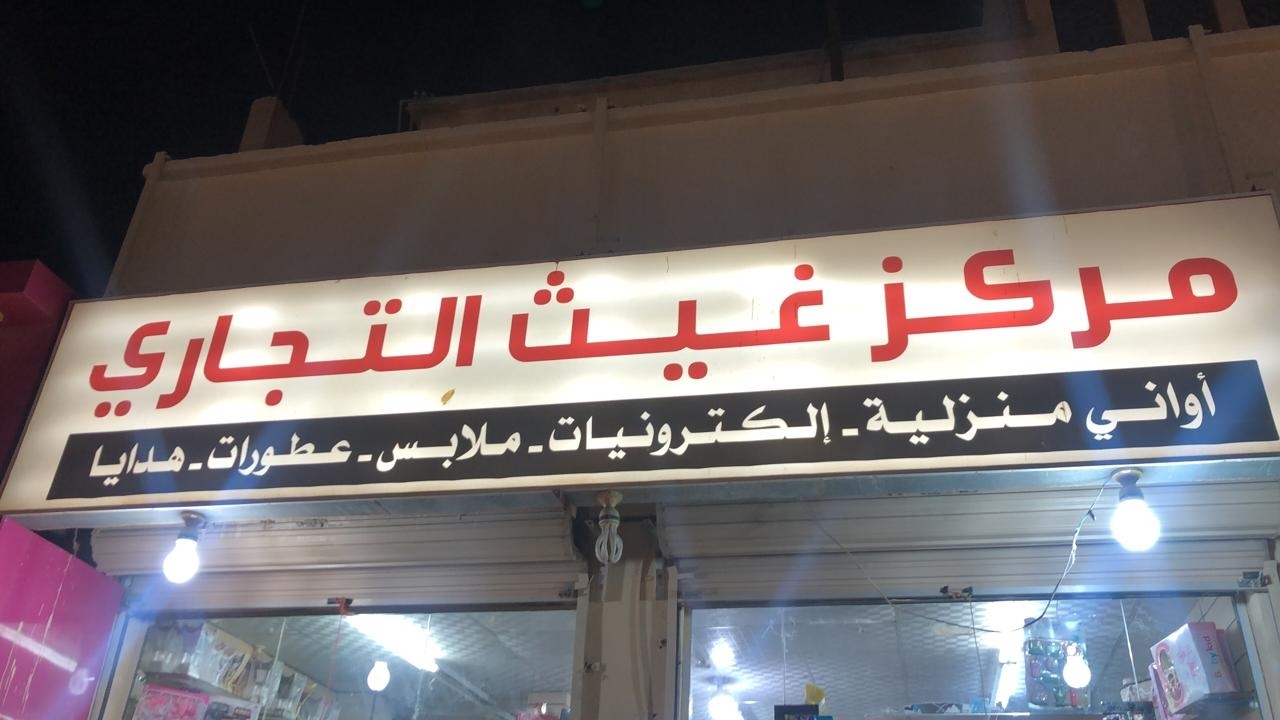 مركز غيث التجاري
أواني منزلية - إلكترونيات - ملابس - عطورات - هدايا